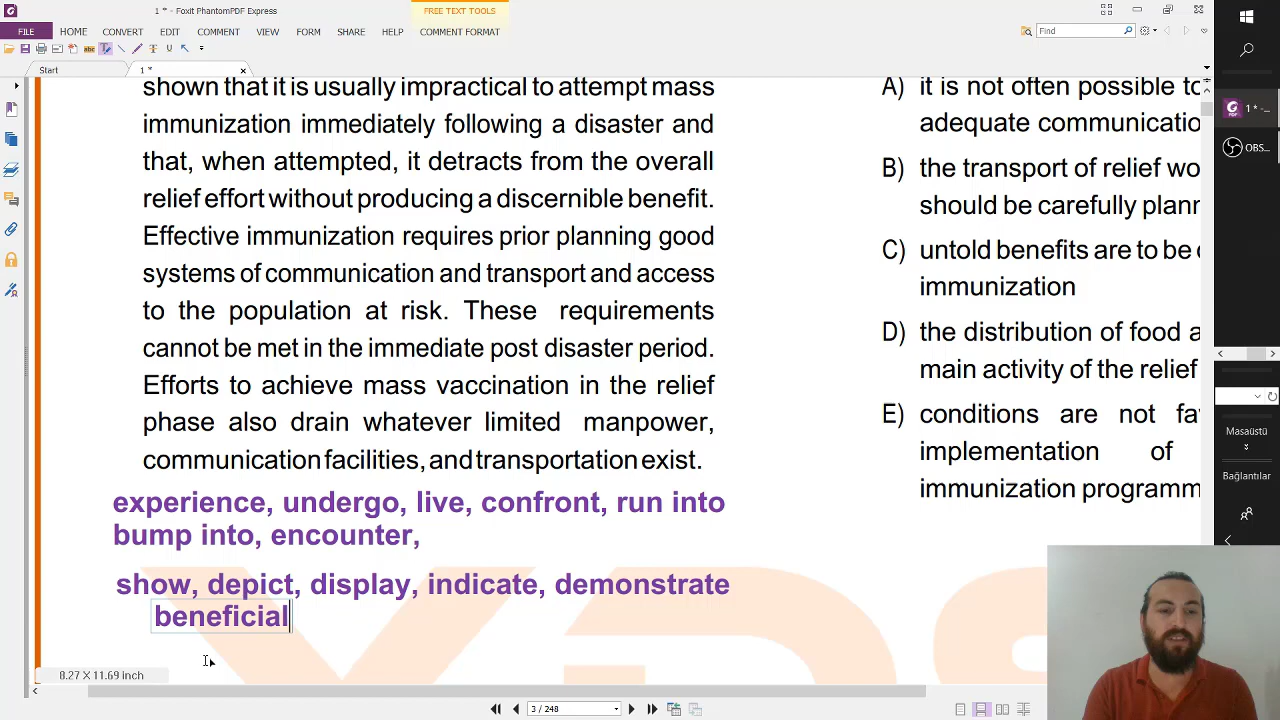 1 * - Foxit PhantomPDF Express
FREE TEXT TOOLS
FILE HOME CONVERT EDIT COMMENT VIEW FORM SHARE HELP COMMENT FORMAT
Find
Start
1 *
shown that it is usually impractical to attempt mass
immunization immediately following a disaster and
that, when attempted, it detracts from the overall
relief effort without producing a discernible benefit.
Effective immunization requires prior planning good
systems of communication and transport and access
to the population at risk. These requirements
cannot be met in the immediate post disaster period.
Efforts to achieve mass vaccination in the relief
phase also drain whatever limited manpower,
communication facilities, and transportation exist.
experience, undergo, live, confront, run into
bump into, encounter,
show, depict, display, indicate, demonstrate
beneficial
A) it is not often possible to
adequate communicatio
B) the transport of relief wo
should be carefully plann
C) untold benefits are to be
immunization
D) the distribution of food a
main activity of the relief
E) conditions are not fa
implementation of
immunization programm
8.27 X 11.69 inch
3 / 248
1 * -...
OBS...
Masaüstü
Bağlantılar